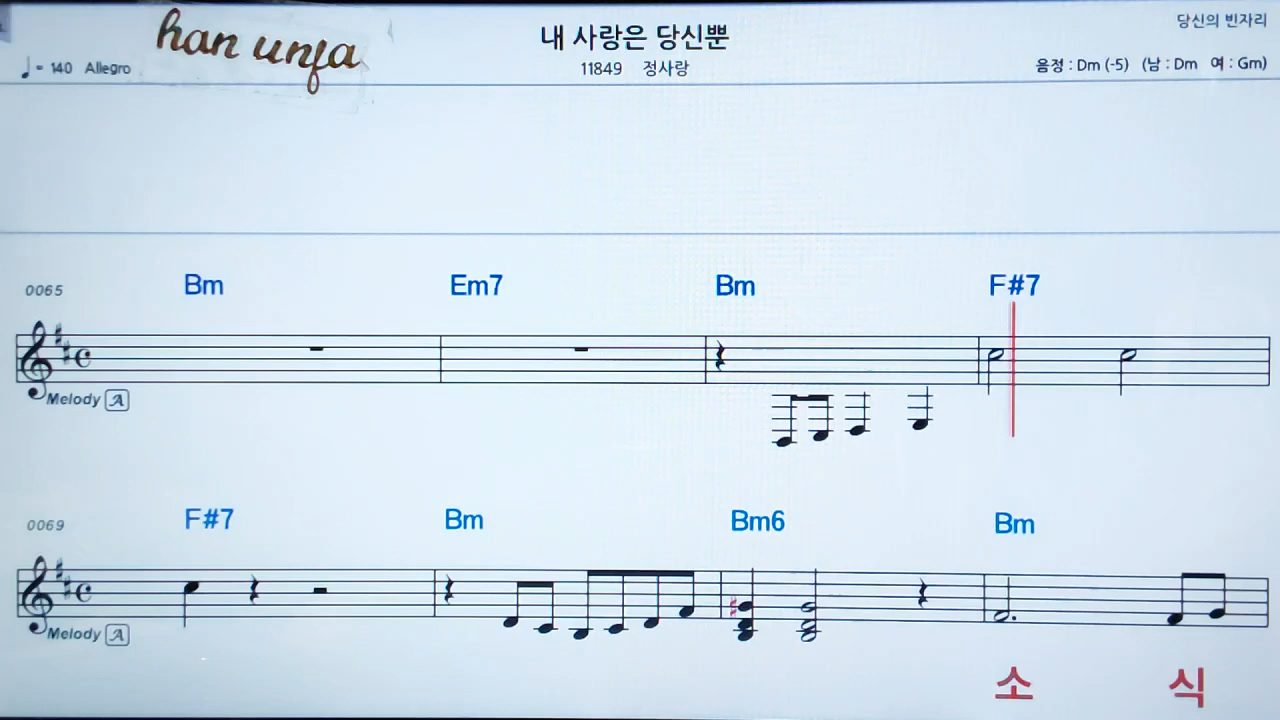 han unja
내 사랑은 당신뿐
당신의 빈자리
♩ = 140 Allegro
11849 정사랑
음정 : Dm (-5) (남 : Dm 여 : Gm)
0065 Bm Em7 Bm F#7
Melody A
0069 F#7 Bm Bm6 Bm
Melody A
소 식